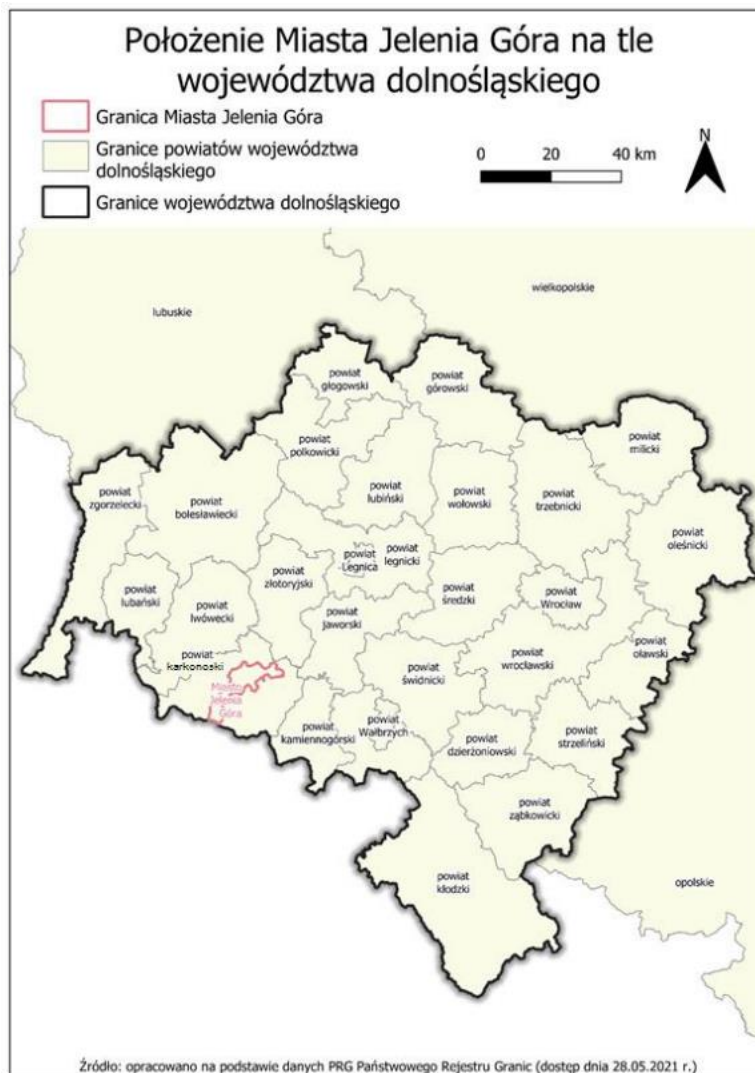 Położenie Miasta Jelenia Góra na tle
województwa dolnośląskiego
Granica Miasta Jelenia Góra
Granice powiatów województwa
dolnośląskiego
Granice województwa dolnośląskiego
0 20 40 km
N
wielkopolskie
lubuskie
powiat
głogowski
powiat
górowski
powiat
milicki
powiat
polkowicki
powiat
lubiński
powiat
wołowski
powiat
trzebnicki
powiat
zgorzelecki
powiat
bolesławiecki
powiat
oleśnicki
powiat
Legnica
powiat
legnicki
powiat
złotoryjski
powiat
lubański
powiat
lwówecki
powiat
średzki
powiat
Wrocław
powiat
jaworski
powiat
karkonoski
powiat
wrocławski
powiat
oławski
powiat
świdnicki
Miasto
Jelenia
Góra
powiat
kamiennogórski
powiat
Wałbrzych
powiat
dzierżoniowski
powiat
strzeliński
powiat
ząbkowicki
powiat
kłodzki
opolskie
Źródło: opracowano na podstawie danych PRG Państwowego Rejestru Granic (dostęp dnia 28.05.2021 r.)